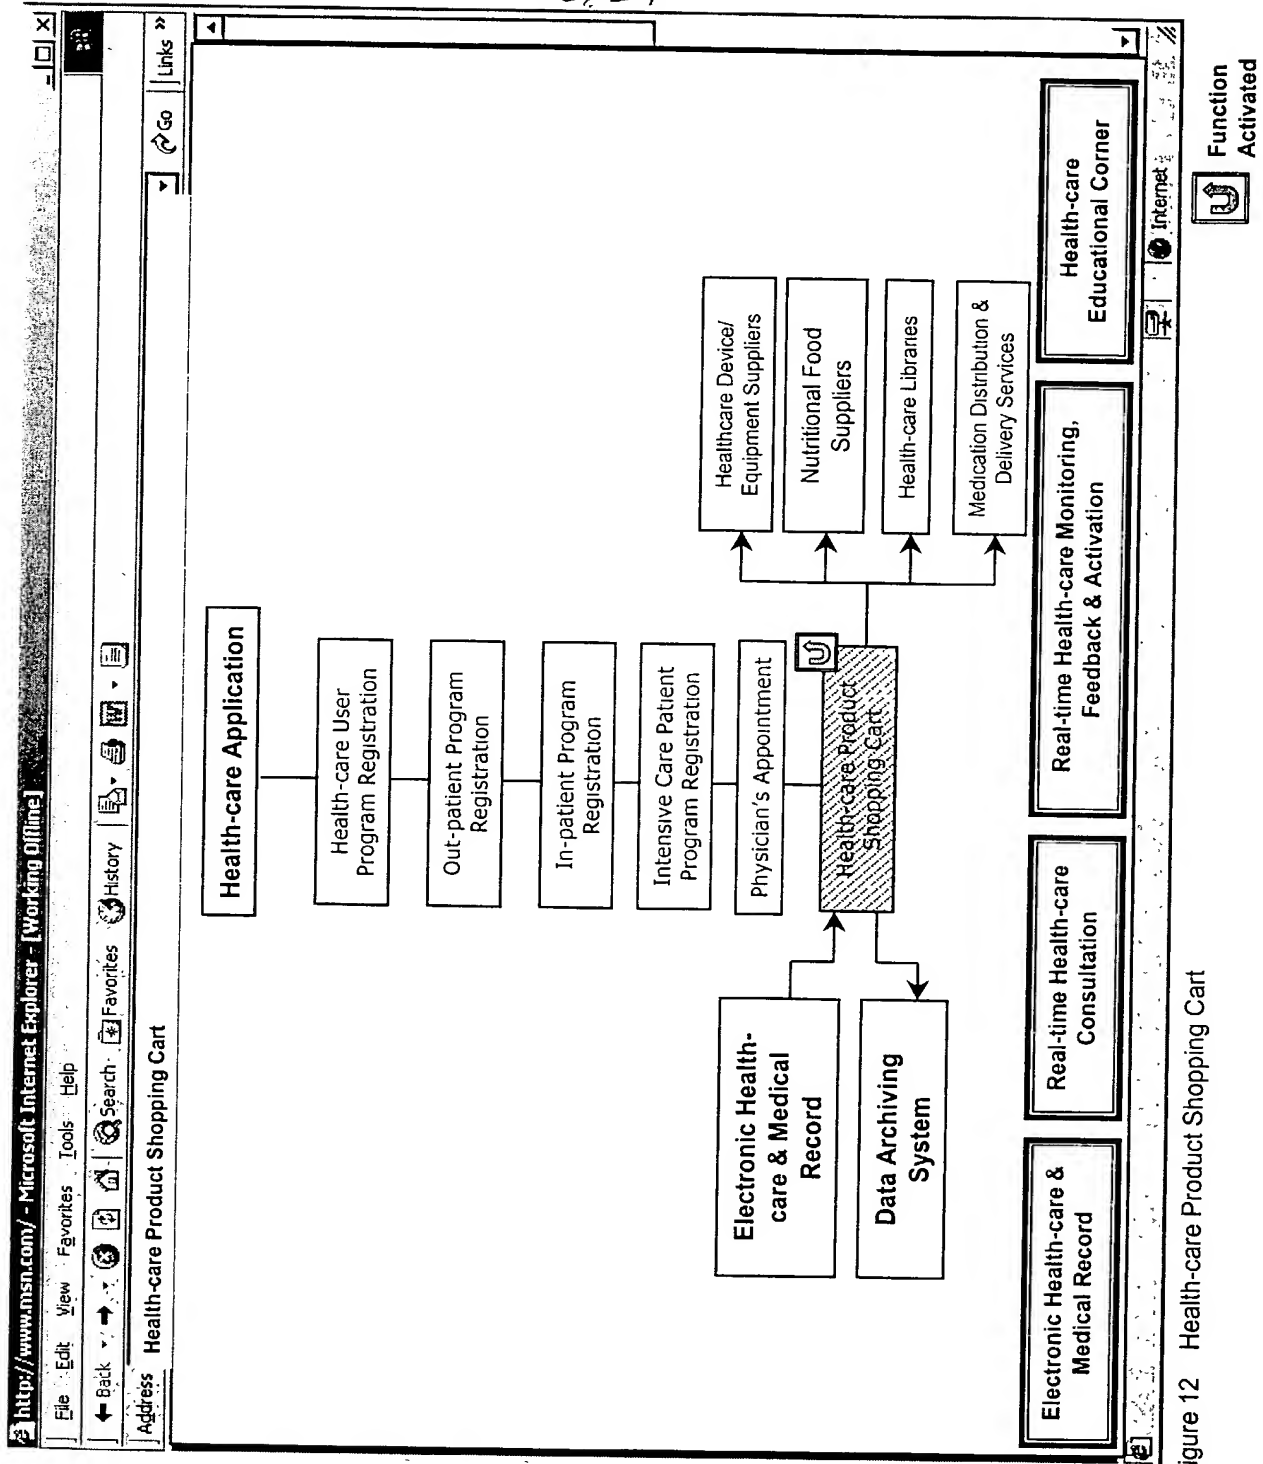 http://www.msn.com/ - Microsoft Internet Explorer - [Working Offline]
File Edit View Favorites Tools Help
Back Search Favorites History
Address Health-care Product Shopping Cart Go Links »
Health-care Application
Health-care User
Program Registration
Out-patient Program
Registration
In-patient Program
Registration
Intensive Care Patient
Program Registration
Physician's Appointment
Health-care Product
Shopping Cart
Electronic Health-
care & Medical
Record
Data Archiving
System
Healthcare Device/
Equipment Suppliers
Nutritional Food
Suppliers
Health-care Libraries
Medication Distribution &
Delivery Services
Electronic Health-care &
Medical Record
Real-time Health-care
Consultation
Real-time Health-care Monitoring,
Feedback & Activation
Health-care
Educational Corner
Internet
igure 12 Health-care Product Shopping Cart
Function
Activated